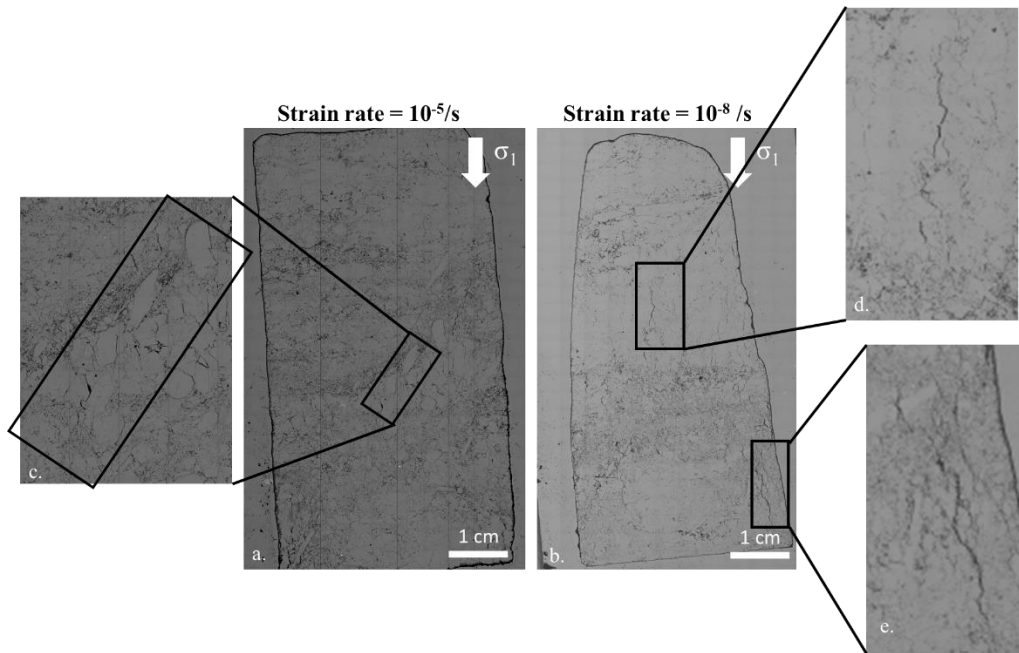 Strain rate = 10⁻⁵/s
Strain rate = 10⁻⁸ /s
σ₁
σ₁
c.
a.
1 cm
b.
1 cm
d.
e.